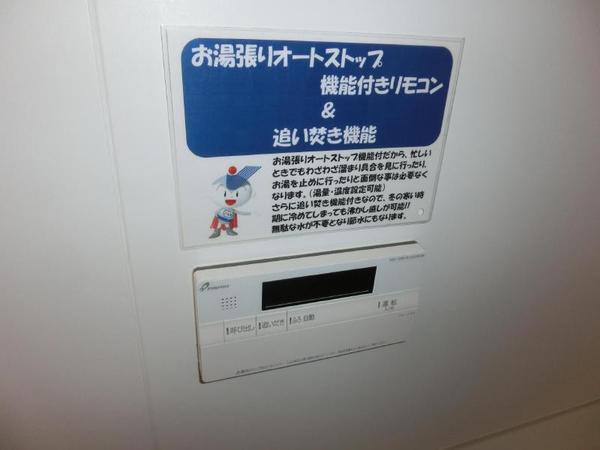 お湯張りオートストップ
機能付きリモコン
&
追い焚き機能
お湯張りオートストップ機能付だから、忙しい
ときでもわざわざ溜まり具合を見に行ったり、
お湯を止めに行ったりと面倒な事は必要なく
なります。(湯量・温度設定可能)
さらに追い焚き機能付きなので、冬の寒い時
期に冷めてしまっても沸かし直しが可能!!
無駄な水が不要となり節水にもなります。
呼び出し 追いだき ふろ自動 運転